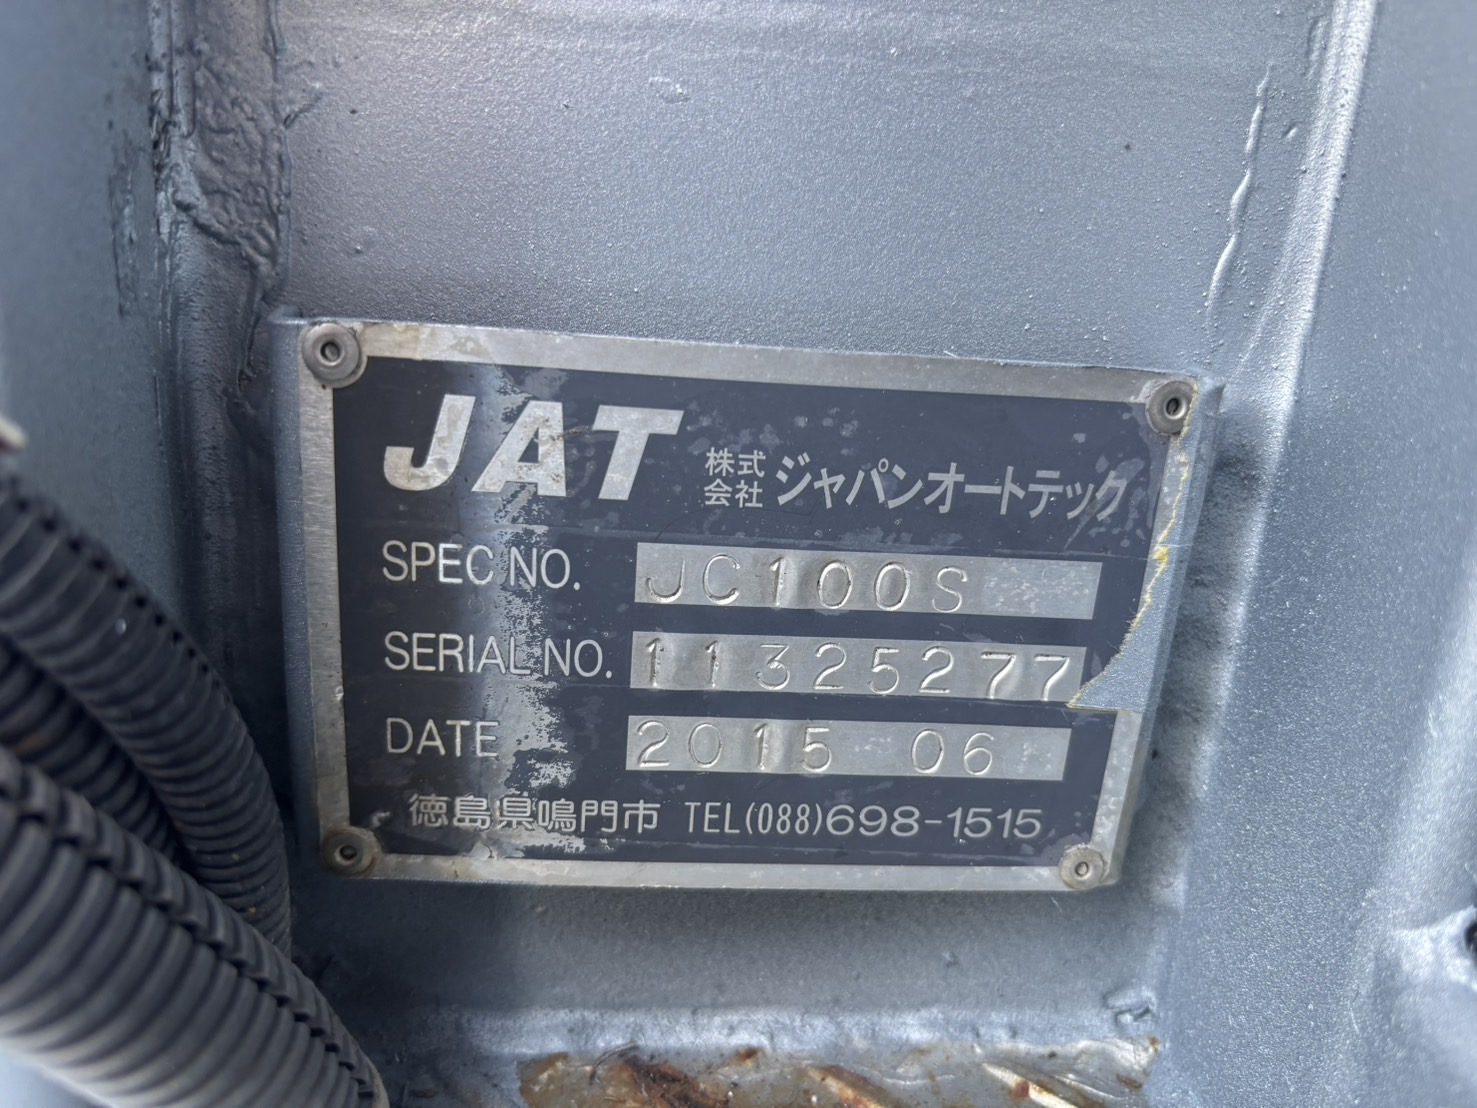 JAT 株式会社 ジャパンオートテック
SPEC NO. JC100S
SERIAL NO. 11325277
DATE 2015 06
徳島県鳴門市 TEL(088)698-1515